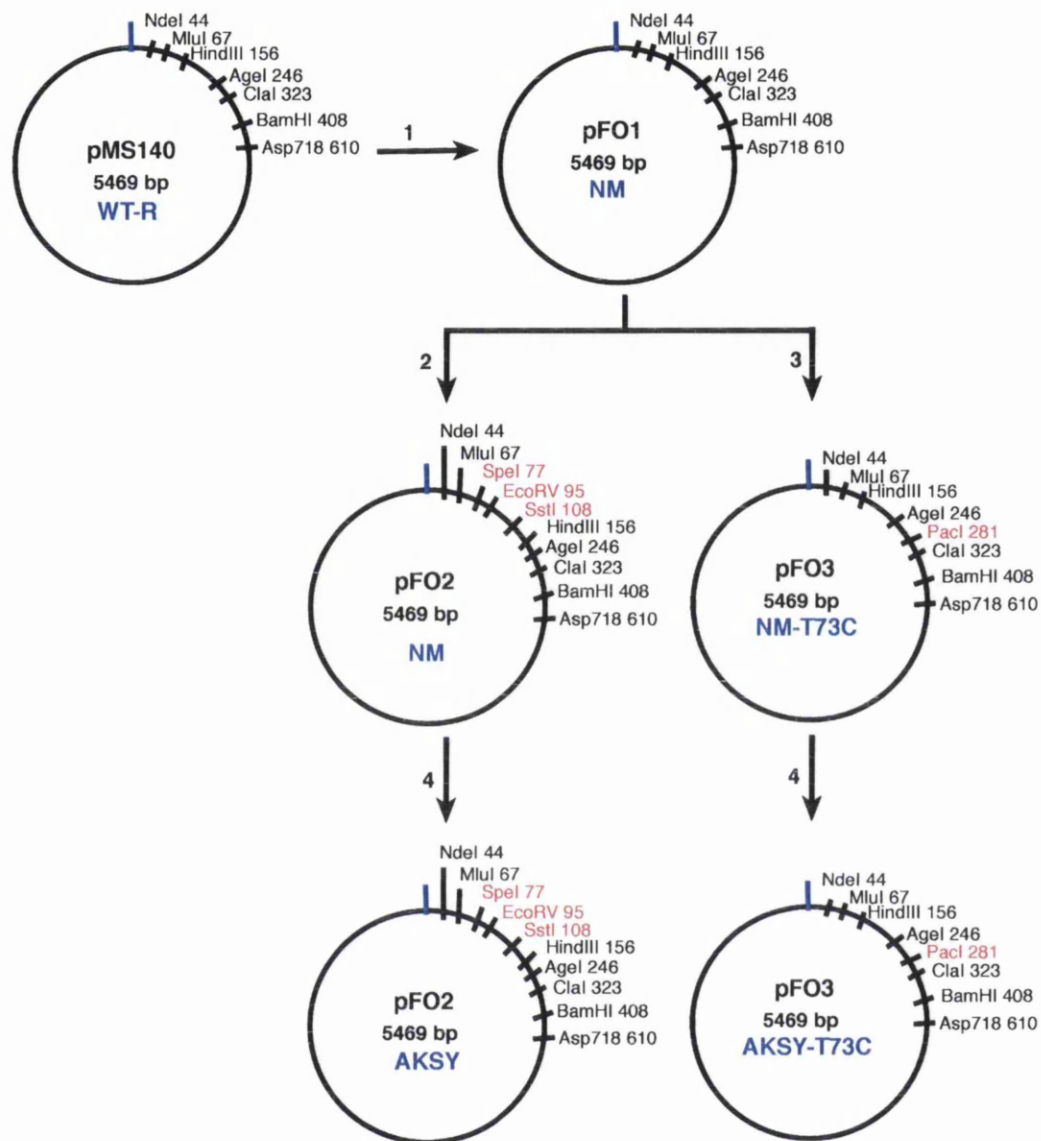 NdeI 44
MluI 67
HindIII 156
AgeI 246
ClaI 323
BamHI 408
Asp718 610
pMS140
5469 bp
WT-R
1
NdeI 44
MluI 67
HindIII 156
AgeI 246
ClaI 323
BamHI 408
Asp718 610
pFO1
5469 bp
NM
2
3
NdeI 44
MluI 67
SpeI 77
EcoRV 95
SstI 108
HindIII 156
AgeI 246
ClaI 323
BamHI 408
Asp718 610
pFO2
5469 bp
NM
NdeI 44
MluI 67
HindIII 156
AgeI 246
PacI 281
ClaI 323
BamHI 408
Asp718 610
pFO3
5469 bp
NM-T73C
4
4
NdeI 44
MluI 67
SpeI 77
EcoRV 95
SstI 108
HindIII 156
AgeI 246
ClaI 323
BamHI 408
Asp718 610
pFO2
5469 bp
AKSY
NdeI 44
MluI 67
HindIII 156
AgeI 246
PacI 281
ClaI 323
BamHI 408
Asp718 610
pFO3
5469 bp
AKSY-T73C